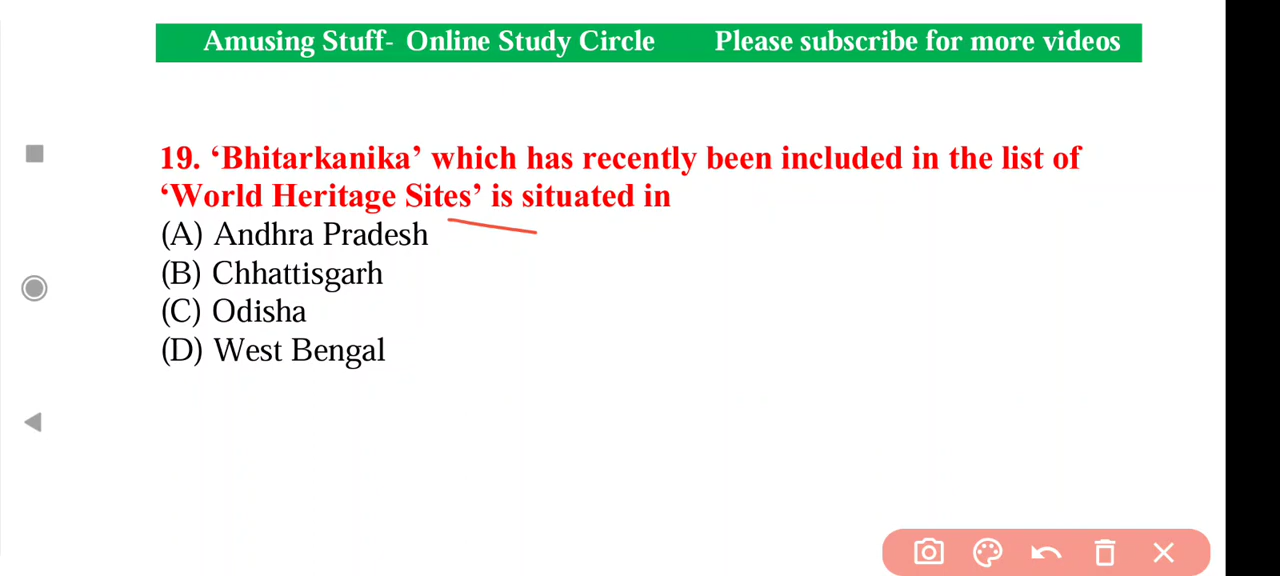 Amusing Stuff- Online Study Circle Please subscribe for more videos
19. ‘Bhitarkanika’ which has recently been included in the list of
‘World Heritage Sites’ is situated in
(A) Andhra Pradesh
(B) Chhattisgarh
(C) Odisha
(D) West Bengal